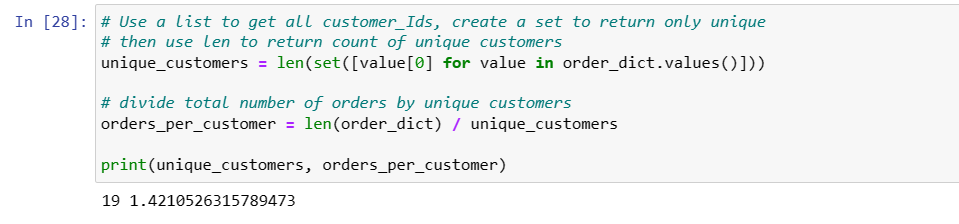 In [28]: # Use a list to get all customer_Ids, create a set to return only unique
# then use len to return count of unique customers
unique_customers = len(set([value[0] for value in order_dict.values()]))
# divide total number of orders by unique customers
orders_per_customer = len(order_dict) / unique_customers
print(unique_customers, orders_per_customer)
19 1.4210526315789473